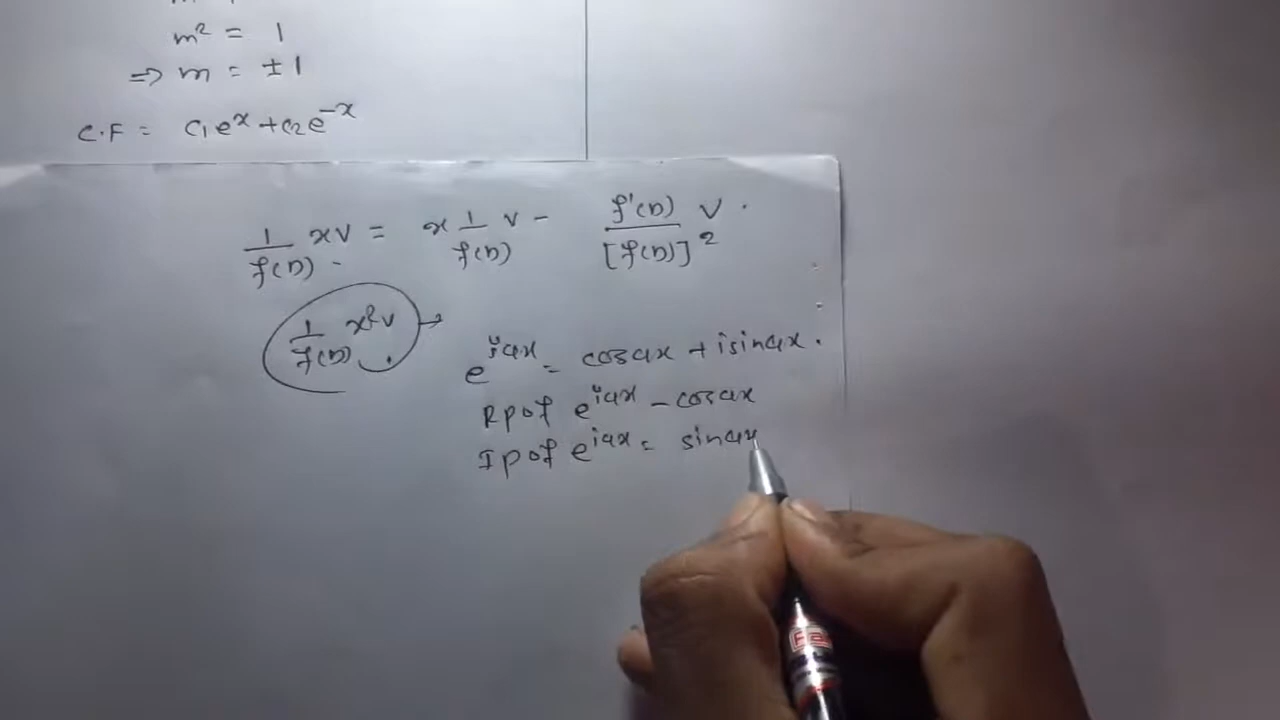 m² = 1
=> m = ±1
C.F = c₁eˣ + c₂e⁻ˣ
1/f(D) xV = x 1/f(D) V - f'(D)/[f(D)]² V .
1/f(D) x²V →
e^iax = cosax + isinax .
R p of e^iax - cosax
I p of e^iax = sinax